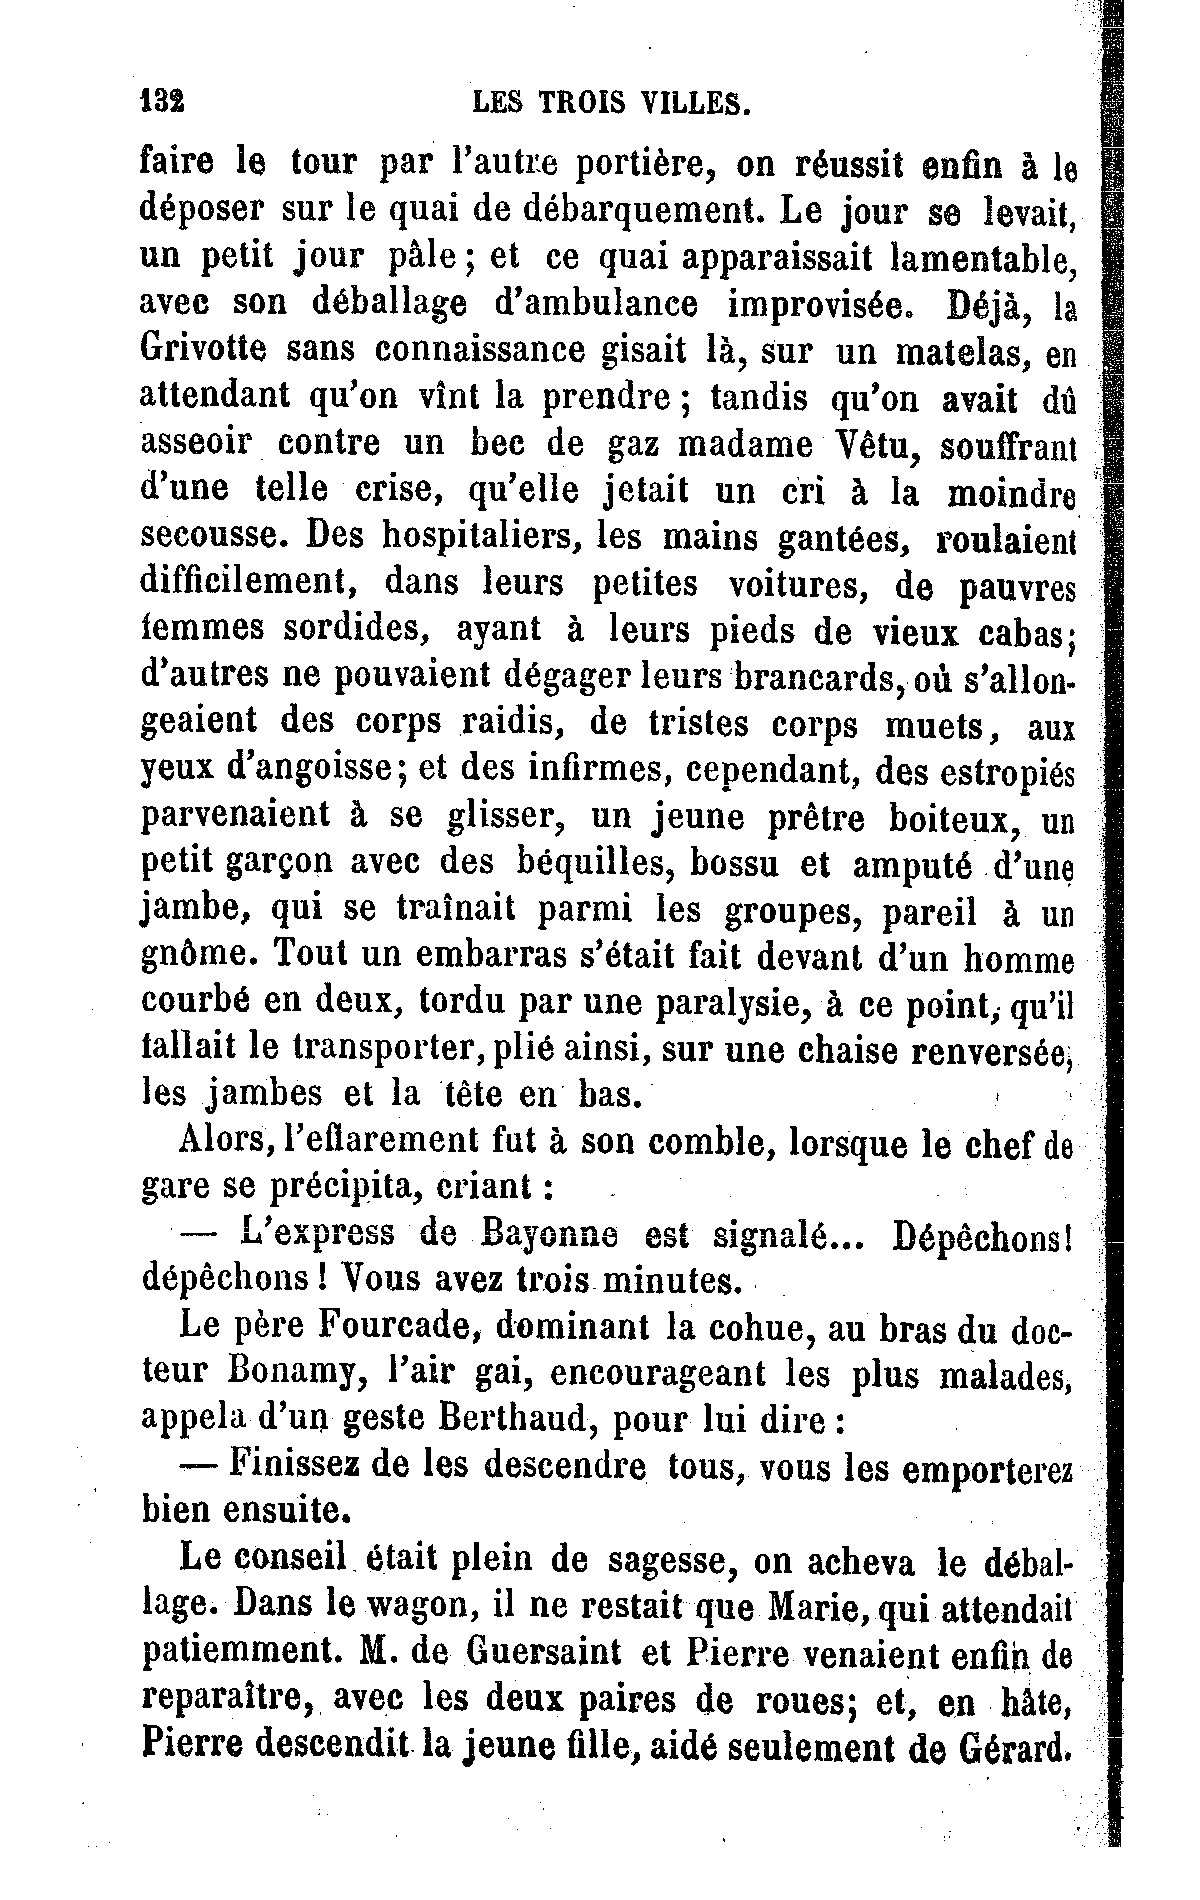 132 LES TROIS VILLES.
faire le tour par l'autre portière, on réussit enfin à le
déposer sur le quai de débarquement. Le jour se levait,
un petit jour pâle ; et ce quai apparaissait lamentable,
avec son déballage d'ambulance improvisée. Déjà, la
Grivotte sans connaissance gisait là, sur un matelas, en
attendant qu'on vînt la prendre ; tandis qu'on avait dû
asseoir contre un bec de gaz madame Vêtu, souffrant
d'une telle crise, qu'elle jetait un cri à la moindre
secousse. Des hospitaliers, les mains gantées, roulaient
difficilement, dans leurs petites voitures, de pauvres
femmes sordides, ayant à leurs pieds de vieux cabas;
d'autres ne pouvaient dégager leurs brancards, où s'allon-
geaient des corps raidis, de tristes corps muets, aux
yeux d'angoisse; et des infirmes, cependant, des estropiés
parvenaient à se glisser, un jeune prêtre boiteux, un
petit garçon avec des béquilles, bossu et amputé d'une
jambe, qui se traînait parmi les groupes, pareil à un
gnôme. Tout un embarras s'était fait devant d'un homme
courbé en deux, tordu par une paralysie, à ce point, qu'il
fallait le transporter, plié ainsi, sur une chaise renversée,
les jambes et la tête en bas.
Alors, l'effarement fut à son comble, lorsque le chef de
gare se précipita, criant :
— L'express de Bayonne est signalé... Dépêchons!
dépêchons ! Vous avez trois minutes.
Le père Fourcade, dominant la cohue, au bras du doc-
teur Bonamy, l'air gai, encourageant les plus malades,
appela d'un geste Berthaud, pour lui dire :
— Finissez de les descendre tous, vous les emporterez
bien ensuite.
Le conseil était plein de sagesse, on acheva le débal-
lage. Dans le wagon, il ne restait que Marie, qui attendait
patiemment. M. de Guersaint et Pierre venaient enfin de
reparaître, avec les deux paires de roues; et, en hâte,
Pierre descendit la jeune fille, aidé seulement de Gérard.